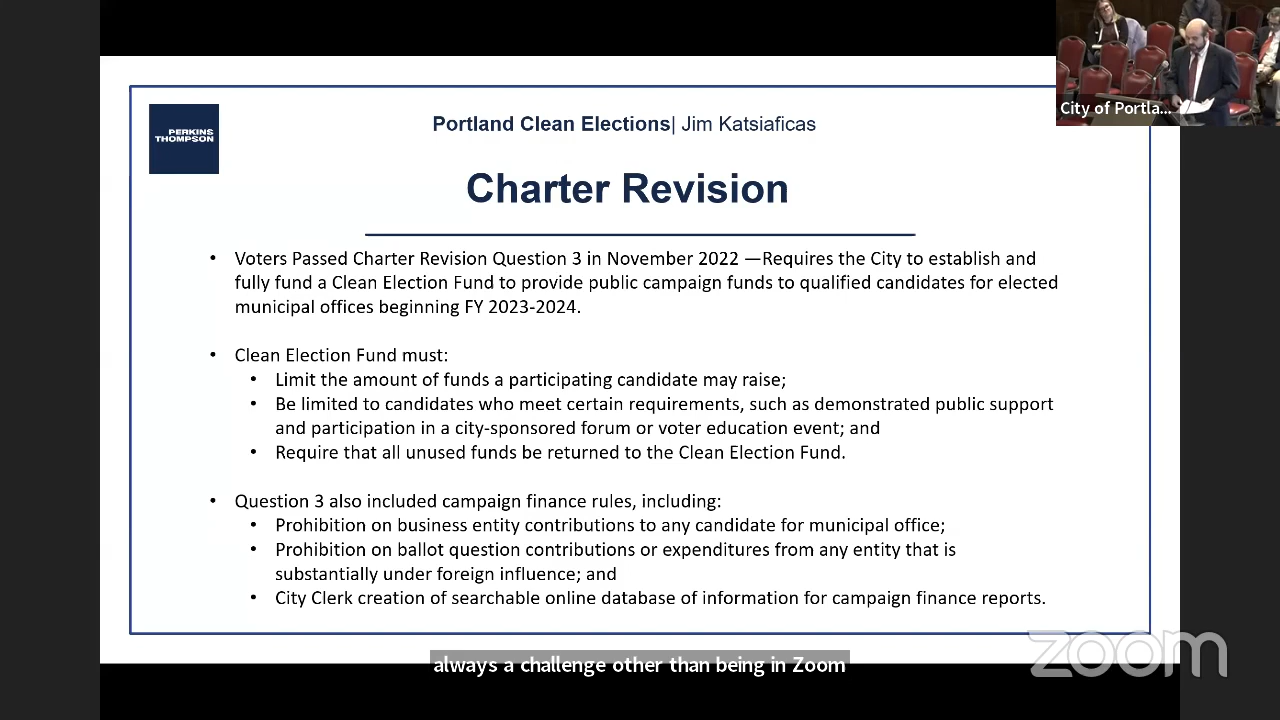 City of Portla...
PERKINS
THOMPSON
Portland Clean Elections| Jim Katsiaficas
Charter Revision
• Voters Passed Charter Revision Question 3 in November 2022 —Requires the City to establish and
fully fund a Clean Election Fund to provide public campaign funds to qualified candidates for elected
municipal offices beginning FY 2023-2024.
• Clean Election Fund must:
• Limit the amount of funds a participating candidate may raise;
• Be limited to candidates who meet certain requirements, such as demonstrated public support
and participation in a city-sponsored forum or voter education event; and
• Require that all unused funds be returned to the Clean Election Fund.
• Question 3 also included campaign finance rules, including:
• Prohibition on business entity contributions to any candidate for municipal office;
• Prohibition on ballot question contributions or expenditures from any entity that is
substantially under foreign influence; and
• City Clerk creation of searchable online database of information for campaign finance reports.
zoom
always a challenge other than being in Zoom